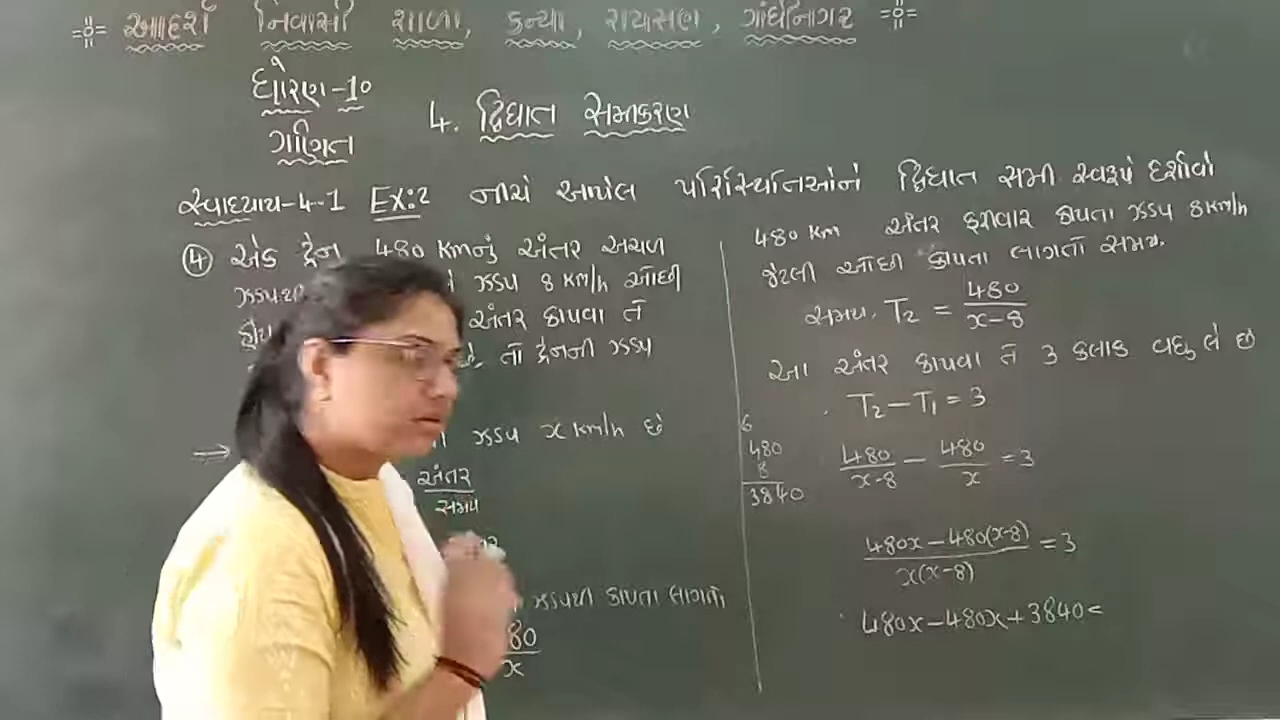 આદર્શ નિવાસી શાળા, કન્યા, રાયસણ, ગાંધીનગર
ધોરણ-10
ગણિત
4. દ્વિઘાત સમીકરણ
સ્વાધ્યાય-4.1 EX:2 નીચે આપેલ પરિસ્થિતિઓને દ્વિઘાત સમી સ્વરૂપે દર્શાવો
④ એક ટ્રેન 480 kmનું અંતર અચળ
ઝડપથી ઝડપ 8 km/h ઓછી
હોય અંતર કાપવા તે
તો ટ્રેનની ઝડપ
→ ઝડપ x km/h છે
અંતર
સમય
ઝડપથી કાપતા લાગતો
80
x
480 km અંતર ફરીવાર કાપતા ઝડપ 8 km/h
જેટલી ઓછી કાપતા લાગતો સમય.
સમય. T₂ = 480/(x-8)
આ અંતર કાપવા તે 3 કલાક વધુ લે છે
T₂ - T₁ = 3
6
480
8
3840
480/(x-8) - 480/x = 3
(480x - 480(x-8))/(x(x-8)) = 3
480x - 480x + 3840 =